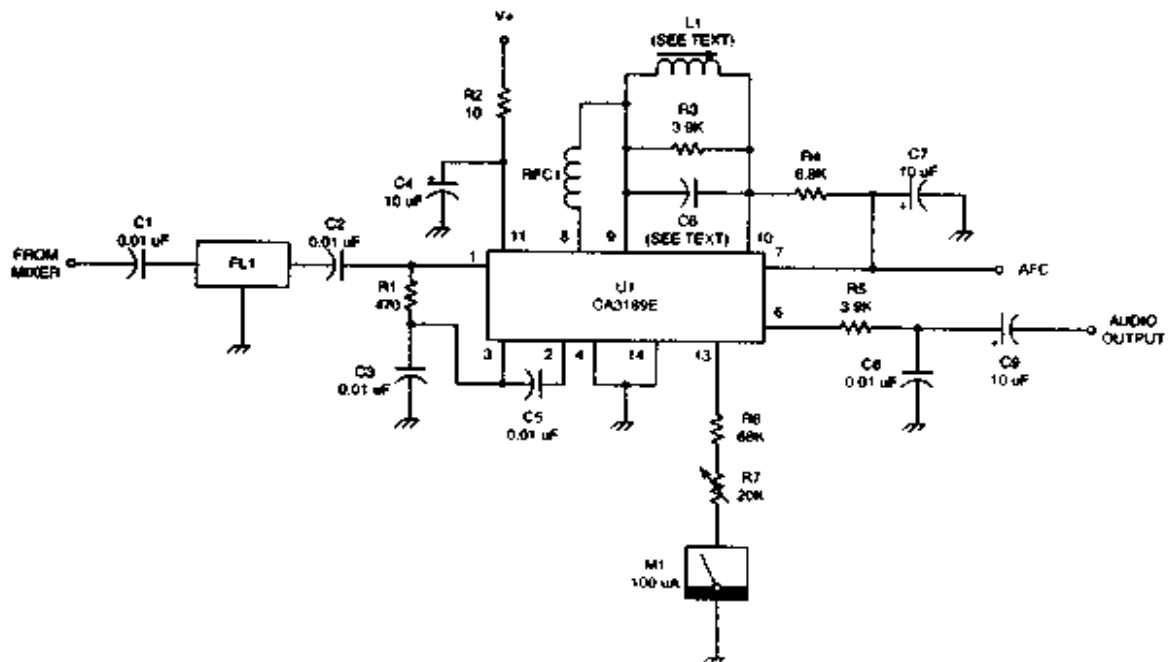 V+
L1
(SEE TEXT)
R2
10
R3
3.9K
RFC1
C4
+
10 uF
R4
6.8K
C7
10 uF
+
C6
(SEE TEXT)
C1
0.01 uF
C2
0.01 uF
11
8
9
10
FROM
MIXER
FL1
1
7
AFC
R1
470
U1
CA3189E
R5
3.9K
6
AUDIO
OUTPUT
3
2
4
14
13
C3
0.01 uF
C5
0.01 uF
C8
0.01 uF
+
C9
10 uF
R6
68K
R7
20K
M1
100 uA